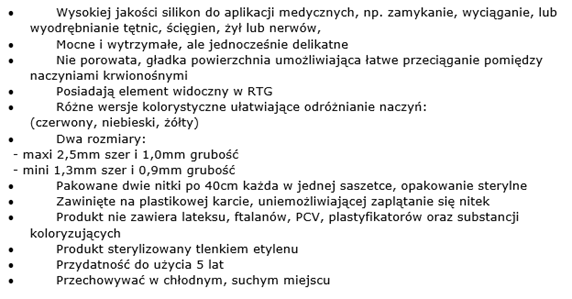 • Wysokiej jakości silikon do aplikacji medycznych, np. zamykanie, wyciąganie, lub
wyodrębnianie tętnic, ścięgien, żył lub nerwów,
• Mocne i wytrzymałe, ale jednocześnie delikatne
• Nie porowata, gładka powierzchnia umożliwiająca łatwe przeciąganie pomiędzy
naczyniami krwionośnymi
• Posiadają element widoczny w RTG
• Różne wersje kolorystyczne ułatwiające odróżnianie naczyń:
(czerwony, niebieski, żółty)
• Dwa rozmiary:
- maxi 2,5mm szer i 1,0mm grubość
- mini 1,3mm szer i 0,9mm grubość
• Pakowane dwie nitki po 40cm każda w jednej saszetce, opakowanie sterylne
• Zawinięte na plastikowej karcie, uniemożliwiającej zaplątanie się nitek
• Produkt nie zawiera lateksu, ftalanów, PCV, plastyfikatorów oraz substancji
koloryzujących
• Produkt sterylizowany tlenkiem etylenu
• Przydatność do użycia 5 lat
• Przechowywać w chłodnym, suchym miejscu